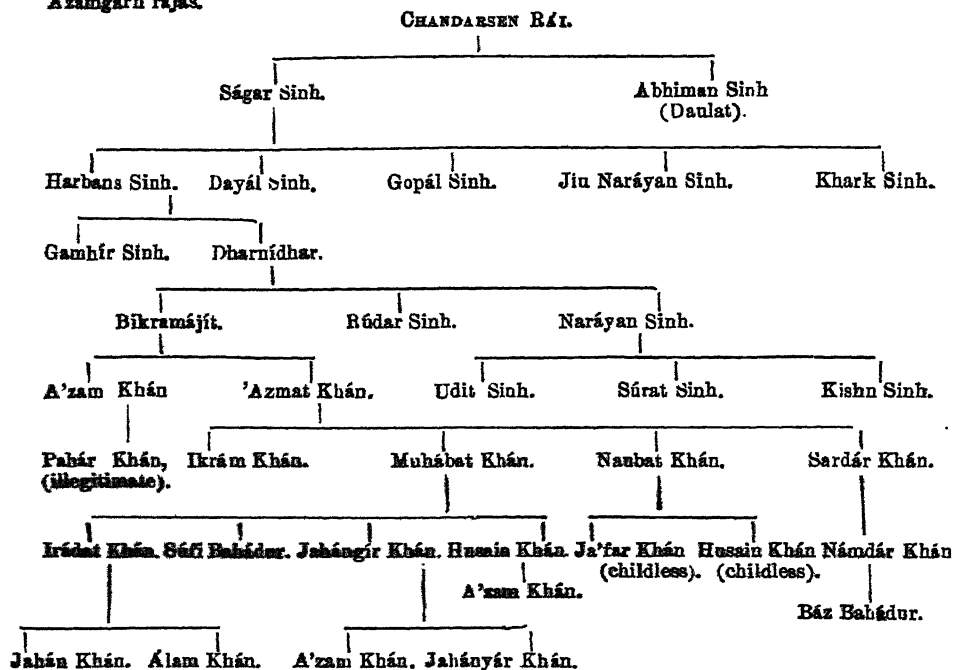 Azamgarh rájás.
CHANDARSEN RÁI.
Ságar Sinh. Abhiman Sinh
(Daulat).
Harbans Sinh. Dayál Sinh. Gopál Sinh. Jiu Naráyan Sinh. Khark Sinh.
Gamhír Sinh. Dharnídhar.
Bikramájít. Rúdar Sinh. Naráyan Sinh.
A'zam Khán 'Azmat Khán. Udit Sinh. Súrat Sinh. Kishn Sinh.
Pahár Khán, Ikrám Khán. Muhábat Khán. Naubat Khán. Sardár Khán.
(illegitimate).
Irádat Khán. Súfi Bahádur. Jahángír Khán. Husain Khán. Ja'far Khán Husain Khán Námdár Khán
(childless). (childless).
A'zam Khán.
Báz Bahádur.
Jahán Khán. Álam Khán. A'zam Khán. Jahányár Khán.